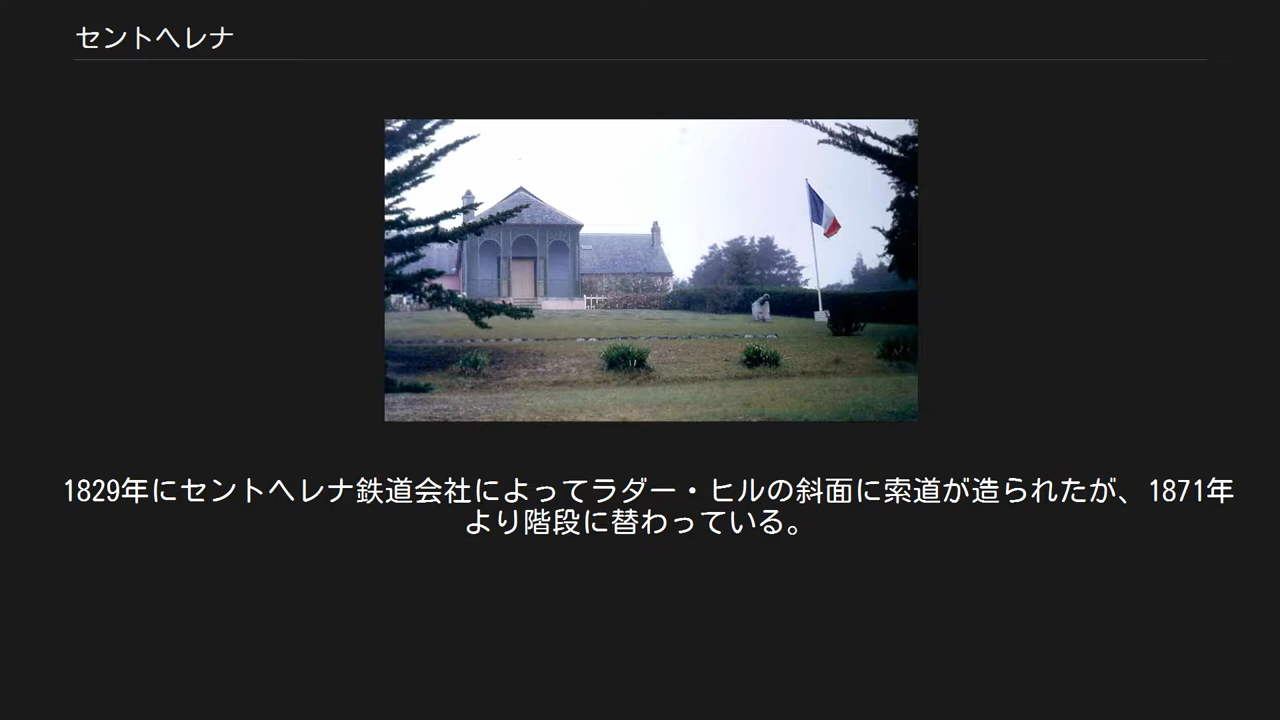 セントヘレナ
1829年にセントヘレナ鉄道会社によってラダー・ヒルの斜面に索道が造られたが、1871年
より階段に替わっている。